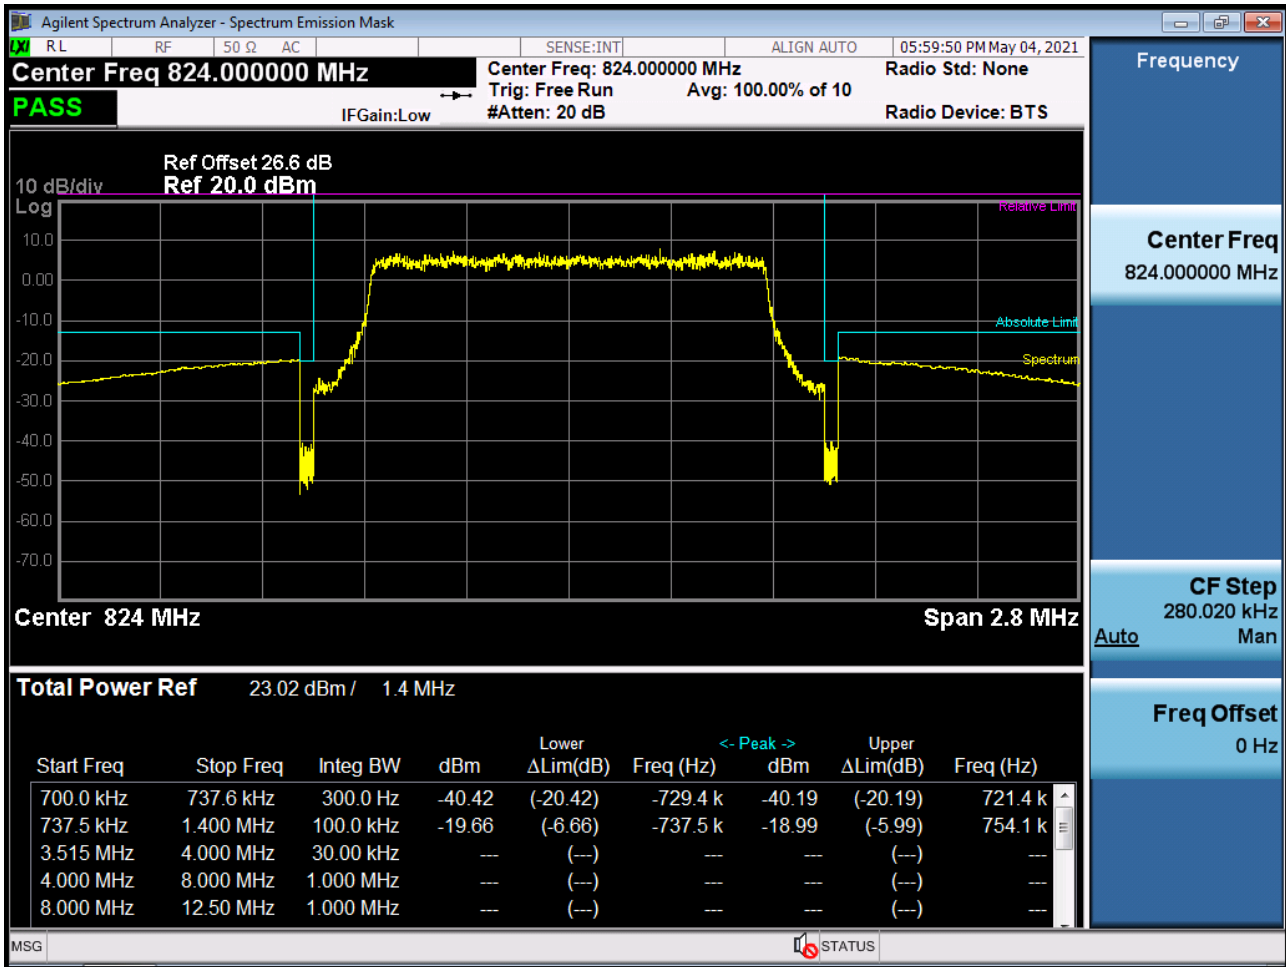 Agilent Spectrum Analyzer - Spectrum Emission Mask
LXI RL RF 50 Ω AC SENSE:INT ALIGN AUTO 05:59:50 PM May 04, 2021
Center Freq 824.000000 MHz
PASS
IFGain:Low
Center Freq: 824.000000 MHz
Trig: Free Run Avg: 100.00% of 10
#Atten: 20 dB
Radio Std: None
Radio Device: BTS
Ref Offset 26.6 dB
10 dB/div Ref 20.0 dBm
Log
Relative Limit
10.0
0.00
-10.0
Absolute Limit
-20.0
Spectrum
-30.0
-40.0
-50.0
-60.0
-70.0
Center 824 MHz Span 2.8 MHz
Total Power Ref 23.02 dBm / 1.4 MHz
Lower <- Peak -> Upper
Start Freq Stop Freq Integ BW dBm ΔLim(dB) Freq (Hz) dBm ΔLim(dB) Freq (Hz)
700.0 kHz 737.6 kHz 300.0 Hz -40.42 (-20.42) -729.4 k -40.19 (-20.19) 721.4 k
737.5 kHz 1.400 MHz 100.0 kHz -19.66 (-6.66) -737.5 k -18.99 (-5.99) 754.1 k
3.515 MHz 4.000 MHz 30.00 kHz --- (---) --- --- (---) ---
4.000 MHz 8.000 MHz 1.000 MHz --- (---) --- --- (---) ---
8.000 MHz 12.50 MHz 1.000 MHz --- (---) --- --- (---) ---
MSG STATUS
Frequency
Center Freq
824.000000 MHz
CF Step
280.020 kHz
Auto Man
Freq Offset
0 Hz